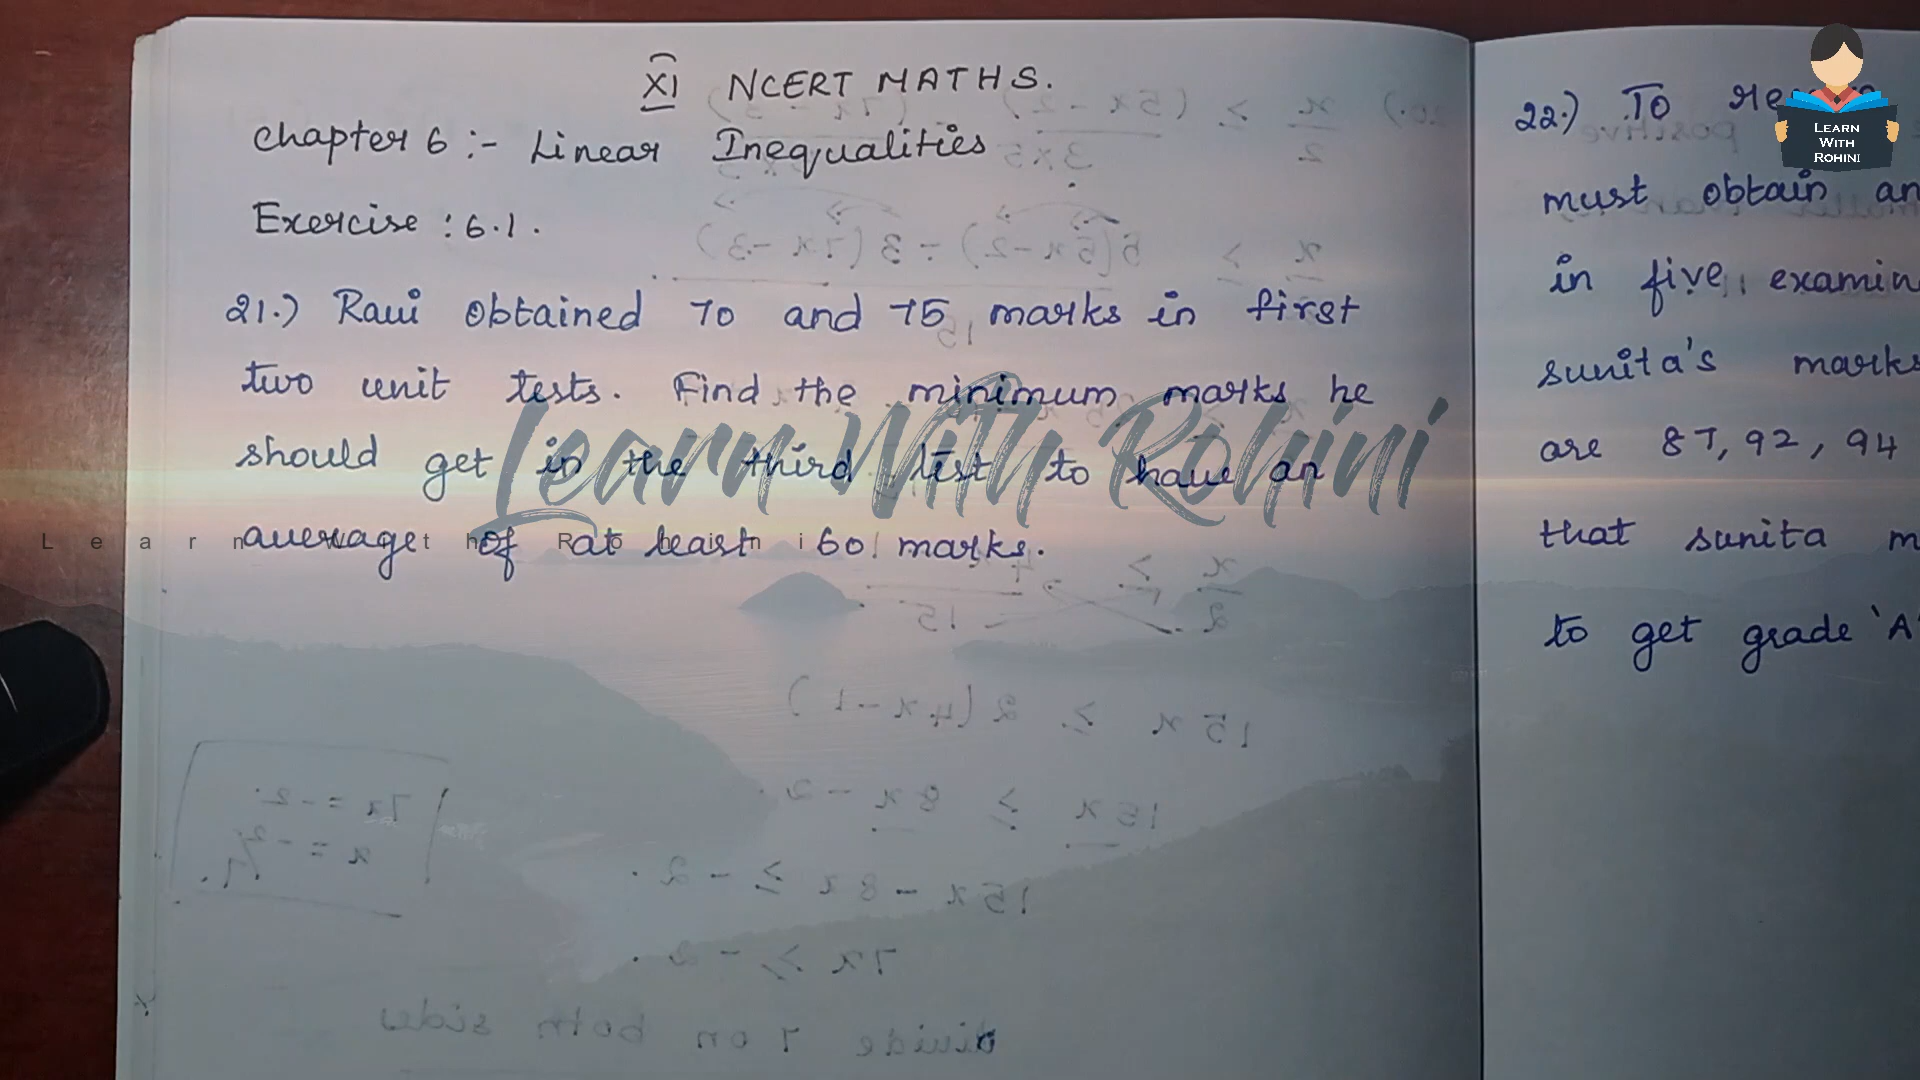 XI NCERT MATHS.
Chapter 6 :- Linear Inequalities
Exercise : 6.1.
21.) Ravi obtained 70 and 75 marks in first
two unit tests. Find the minimum marks he
should get in the third test to have an
average of at least 60 marks.
Learn With Rohini
Learn With Rohini
22.) To
must obtain an
in five examin
sunita's marks
are 87, 92, 94
that sunita m
to get grade 'A'
LEARN
WITH
ROHINI